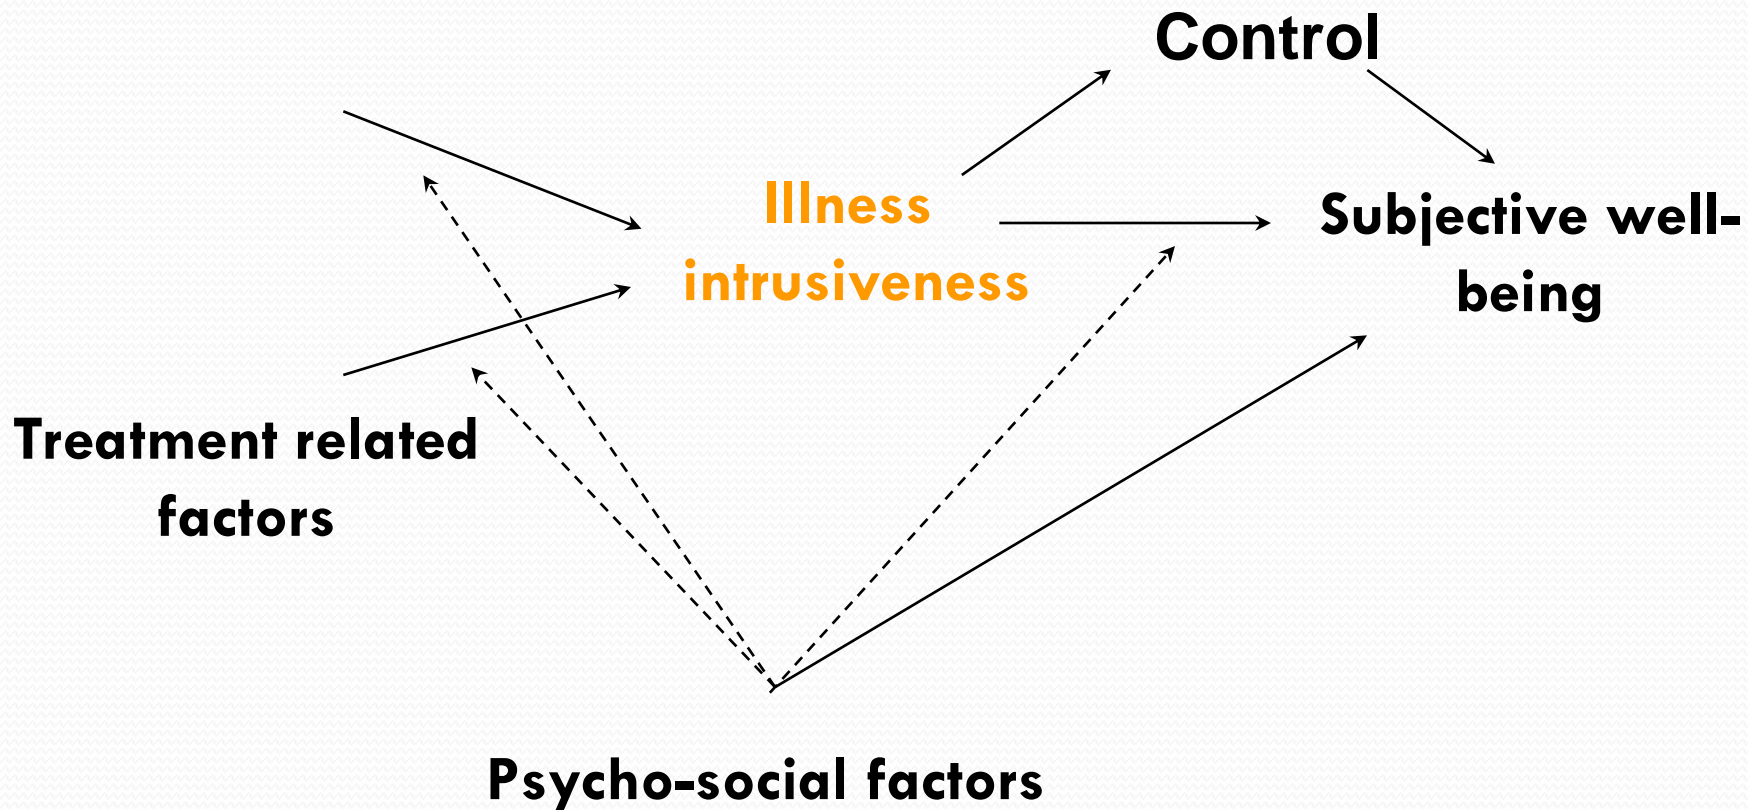 Control
Illness
intrusiveness
Subjective well-
being
Treatment related
factors
Psycho-social factors